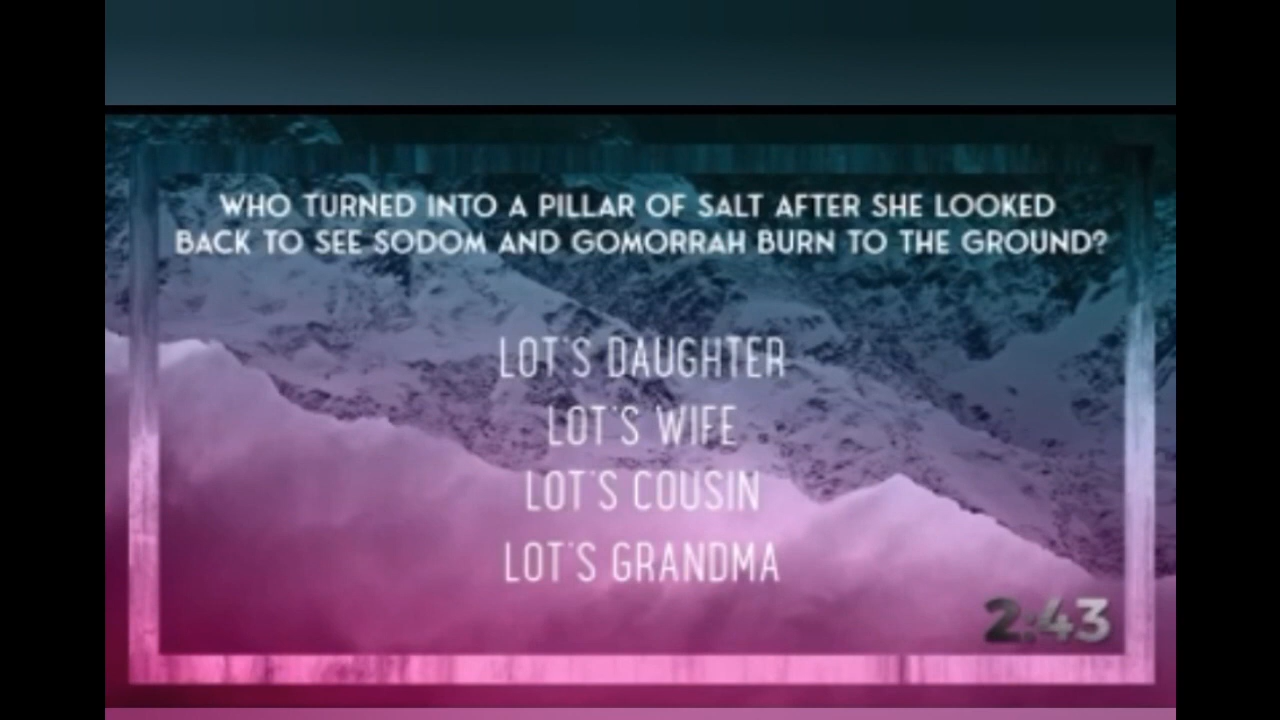 WHO TURNED INTO A PILLAR OF SALT AFTER SHE LOOKED
BACK TO SEE SODOM AND GOMORRAH BURN TO THE GROUND?
LOT'S DAUGHTER
LOT'S WIFE
LOT'S COUSIN
LOT'S GRANDMA
2:43